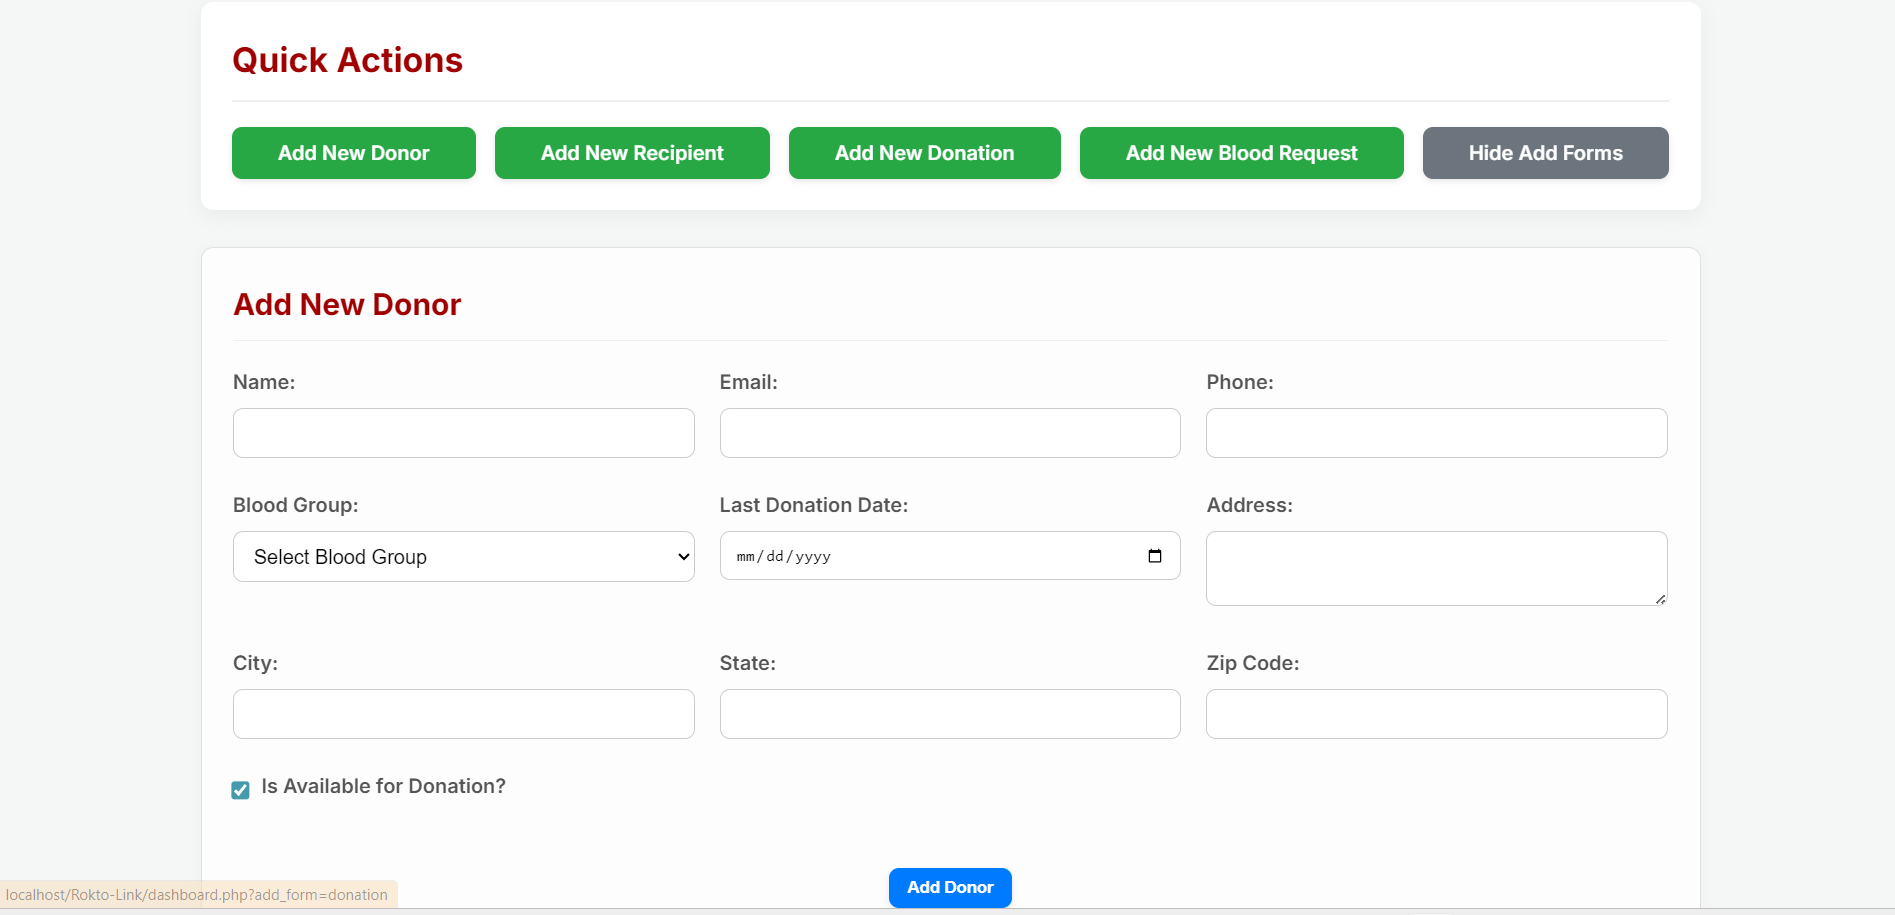 Quick Actions
Add New Donor Add New Recipient Add New Donation Add New Blood Request Hide Add Forms
Add New Donor
Name: Email: Phone:
Blood Group: Last Donation Date: Address:
Select Blood Group mm/dd/yyyy
City: State: Zip Code:
Is Available for Donation?
Add Donor
localhost/Rokto-Link/dashboard.php?add_form=donation